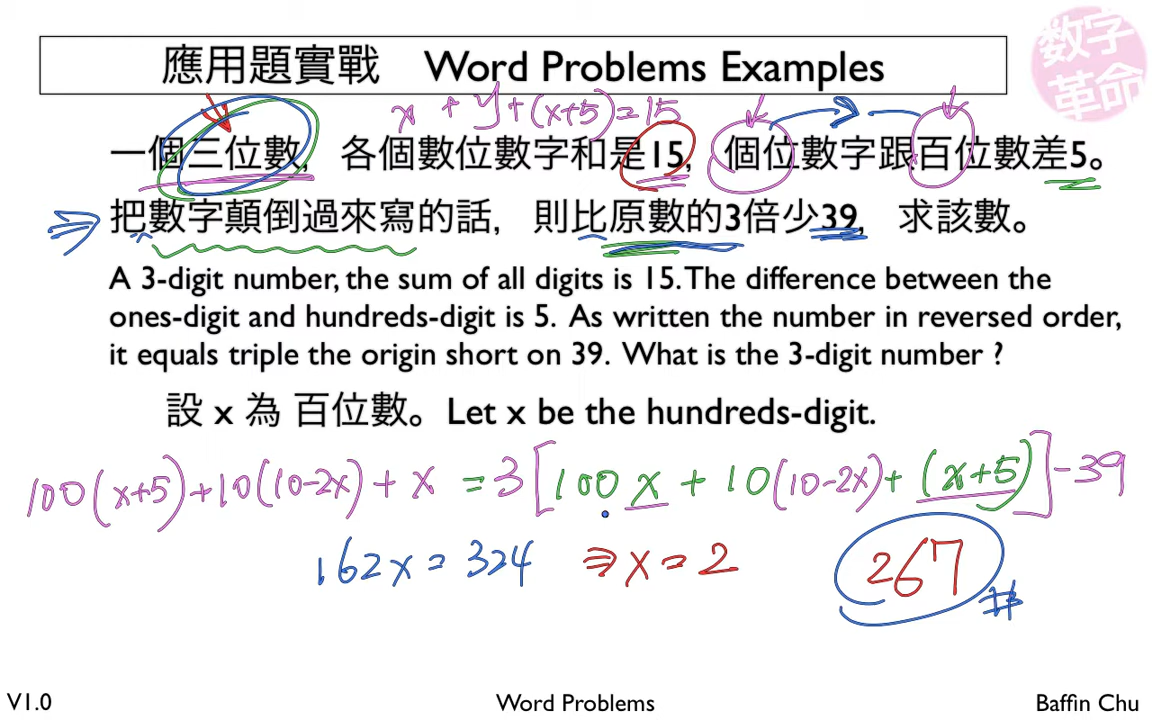 應用題實戰 Word Problems Examples
数字
革命
x + y + (x+5) = 15
一個三位數, 各個數位數字和是15, 個位數字跟百位數差5。
把數字顛倒過來寫的話, 則比原數的3倍少39, 求該數。
A 3-digit number, the sum of all digits is 15. The difference between the
ones-digit and hundreds-digit is 5. As written the number in reversed order,
it equals triple the origin short on 39. What is the 3-digit number ?
設 x 為 百位數。Let x be the hundreds-digit.
100(x+5)+10(10-2x)+x = 3[100x+10(10-2x)+(x+5)]-39
162x = 324 ⇒ x = 2 267 #
V1.0 Word Problems Baffin Chu